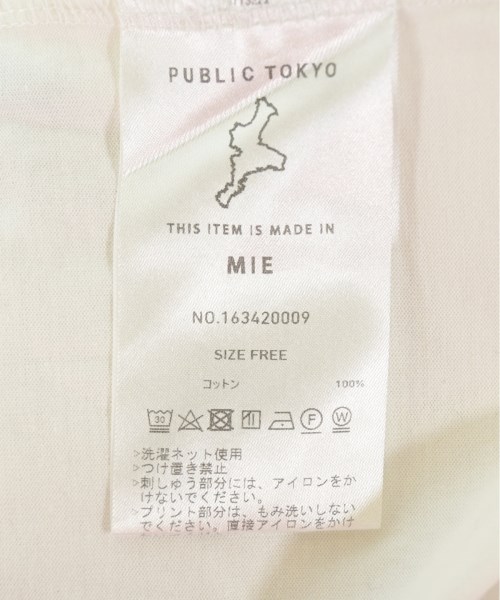 PUBLIC TOKYO
THIS ITEM IS MADE IN
MIE
NO.163420009
SIZE FREE
コットン 100%
30 F W
>洗濯ネット使用
>つけ置き禁止
>刺しゅう部分には、アイロンをか
けないでください。
>プリント部分は、もみ洗いしない
でください。直接アイロンをかけ